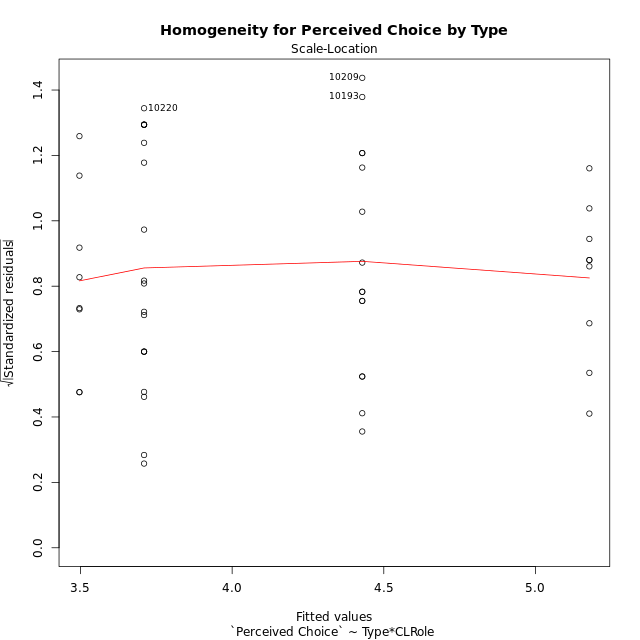 Homogeneity for Perceived Choice by Type
Scale-Location
10209
10193
10220
1.4
1.2
1.0
0.8
0.6
0.4
0.2
0.0
√|Standardized residuals|
3.5 4.0 4.5 5.0
Fitted values
`Perceived Choice` ~ Type*CLRole